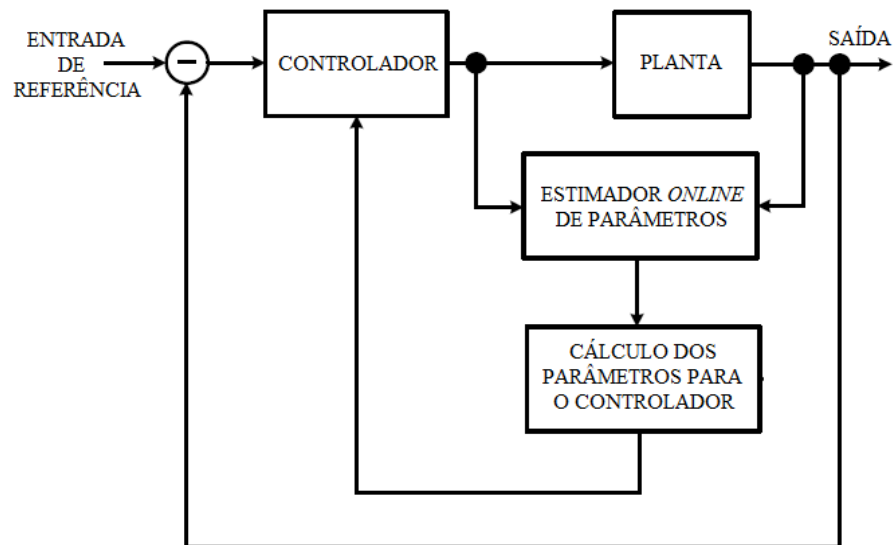 ENTRADA
DE
REFERÊNCIA
CONTROLADOR
PLANTA
SAÍDA
ESTIMADOR ONLINE
DE PARÂMETROS
CÁLCULO DOS
PARÂMETROS PARA
O CONTROLADOR